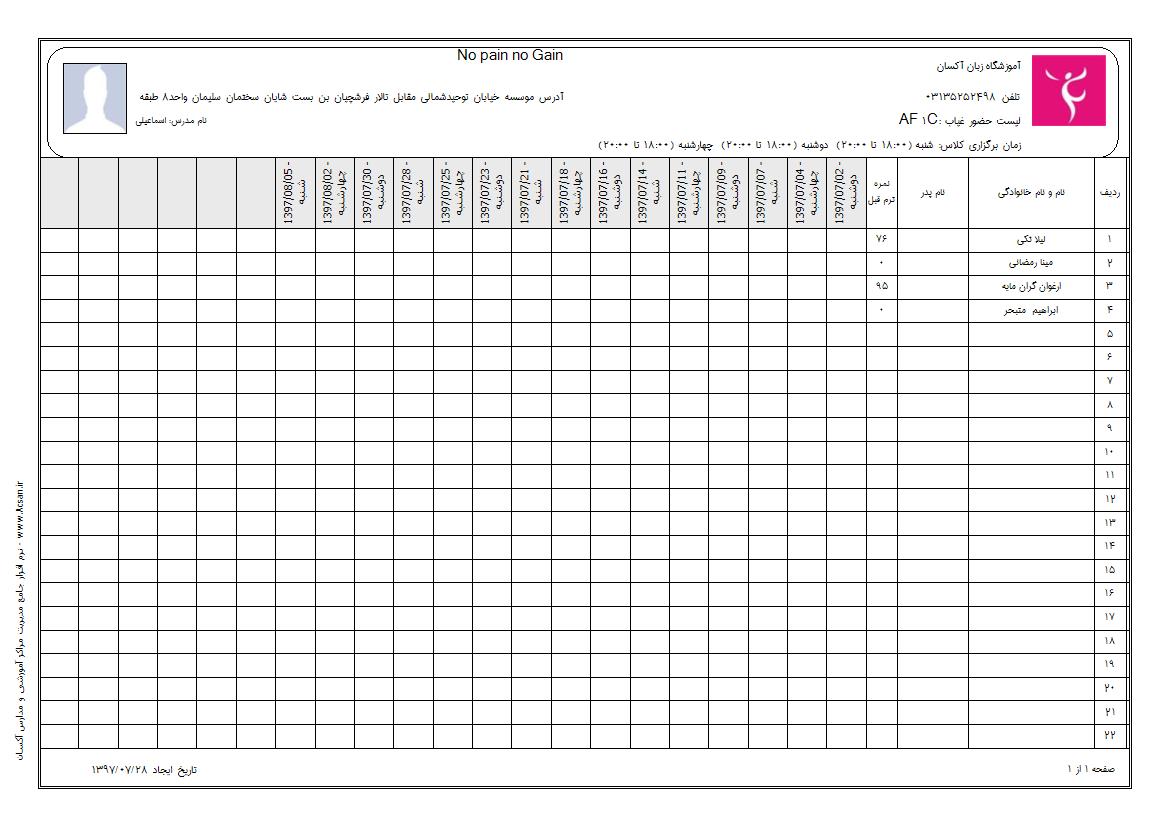 No pain no Gain
آموزشگاه زبان آکسان
تلفن ۰۳۱۳۵۲۵۲۴۹۸
آدرس موسسه خیابان توحیدشمالی مقابل تالار فرشچیان بن بست شایان سختمان سلیمان واحد۸ طبقه
لیست حضور غیاب :AF ۱C
نام مدرس: اسماعیلی
زمان برگزاری کلاس: شنبه (۱۸:۰۰ تا ۲۰:۰۰) دوشنبه (۱۸:۰۰ تا ۲۰:۰۰) چهارشنبه (۱۸:۰۰ تا ۲۰:۰۰)
ردیف
نام و نام خانوادگی
نام پدر
نمره
ترم قبل
1397/07/02 -
دوشنبه
1397/07/04 -
چهارشنبه
1397/07/07 -
شنبه
1397/07/09 -
دوشنبه
1397/07/11 -
چهارشنبه
1397/07/14 -
شنبه
1397/07/16 -
دوشنبه
1397/07/18 -
چهارشنبه
1397/07/21 -
شنبه
1397/07/23 -
دوشنبه
1397/07/25 -
چهارشنبه
1397/07/28 -
شنبه
1397/07/30 -
دوشنبه
1397/08/02 -
چهارشنبه
1397/08/05 -
شنبه
۱ لیلا تکی ۷۶
۲ مینا رمضانی ۰
۳ ارغوان گران مایه ۹۵
۴ ابراهیم متبحر ۰
۵
۶
۷
۸
۹
۱۰
۱۱
۱۲
۱۳
۱۴
۱۵
۱۶
۱۷
۱۸
۱۹
۲۰
۲۱
۲۲
صفحه ۱ از ۱
تاریخ ایجاد ۱۳۹۷/۰۷/۲۸
www.Acsan.ir - نرم افزار جامع مدیریت مراکز آموزشی و مدارس آکسان